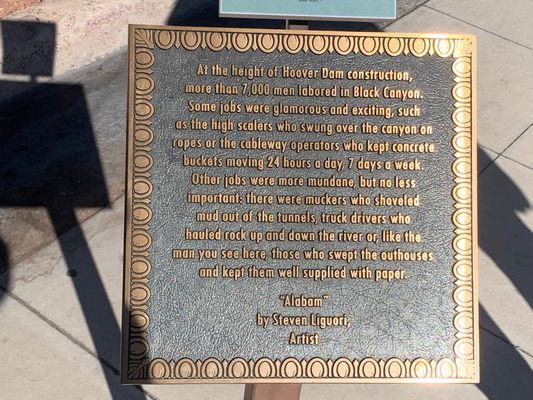 At the height of Hoover Dam construction,
more than 7,000 men labored in Black Canyon.
Some jobs were glamorous and exciting, such
as the high scalers who swung over the canyon on
ropes or the cableway operators who kept concrete
buckets moving 24 hours a day, 7 days a week.
Other jobs were more mundane, but no less
important: there were muckers who shoveled
mud out of the tunnels, truck drivers who
hauled rock up and down the river or, like the
man you see here, those who swept the outhouses
and kept them well supplied with paper.
"Alabam"
by Steven Liguori,
Artist